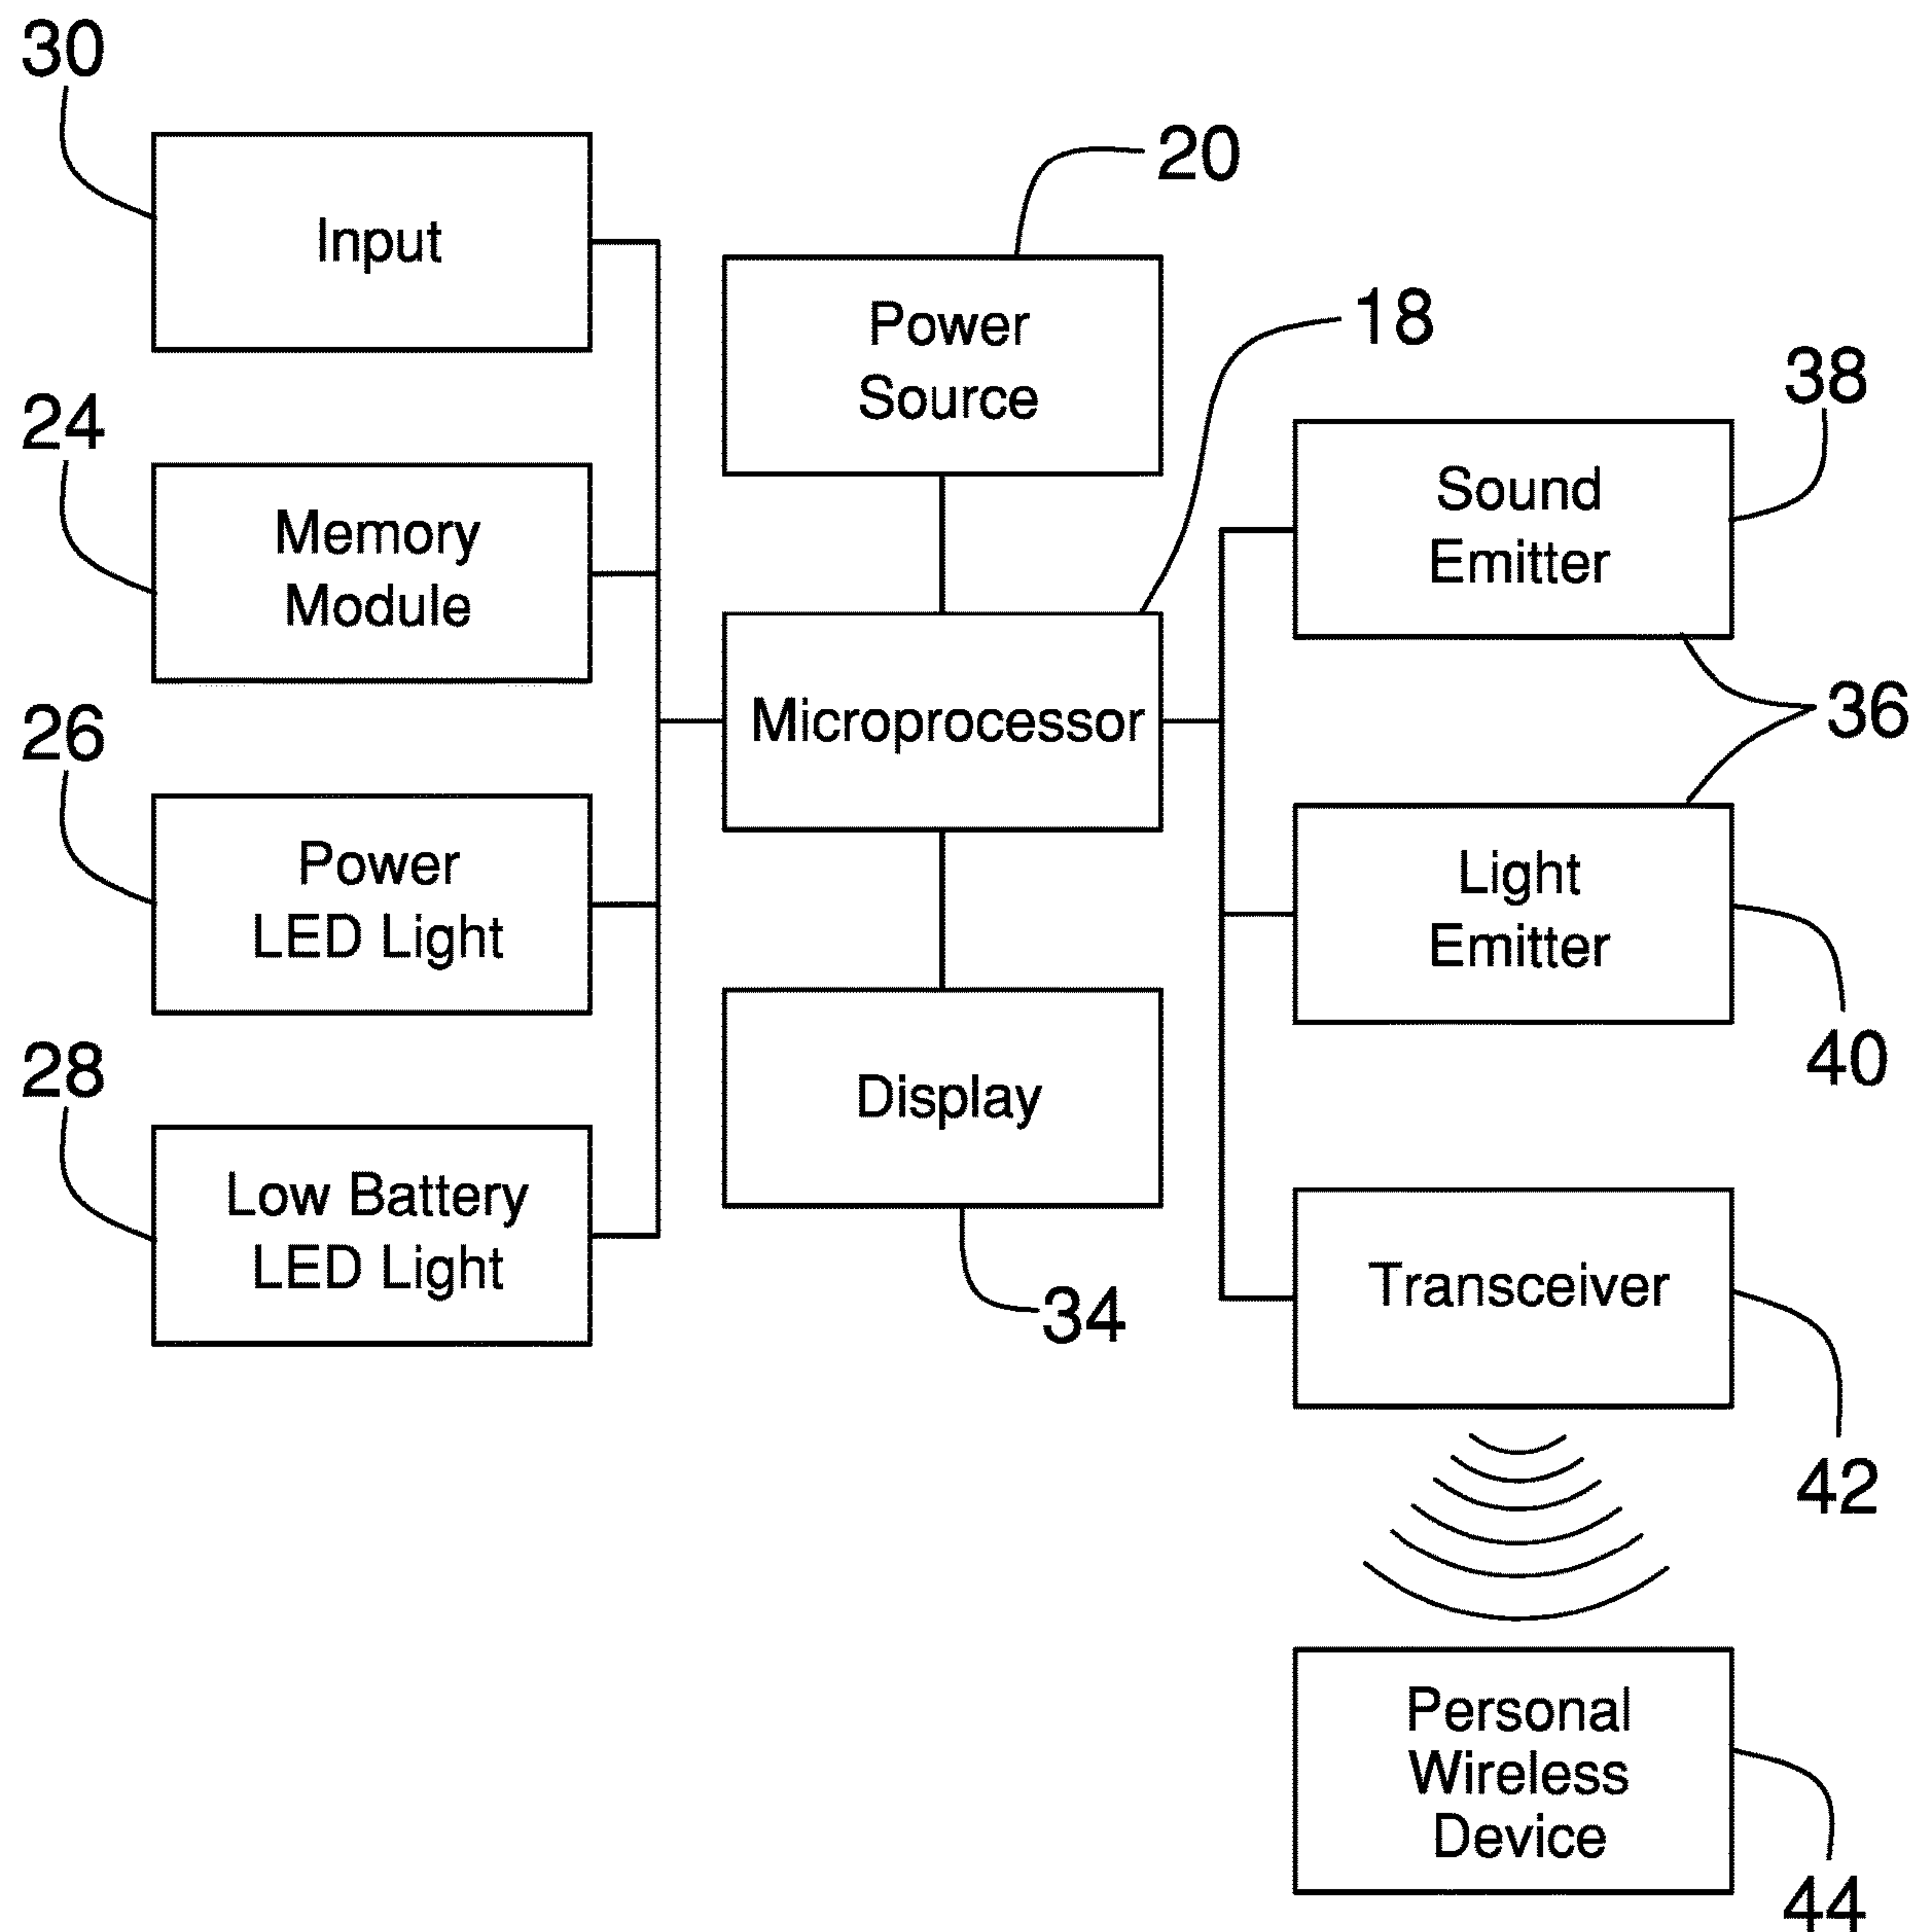 30
Input
20
Power
Source
18
38
Sound
Emitter
24
Memory
Module
36
26
Power
LED Light
Microprocessor
Light
Emitter
40
28
Low Battery
LED Light
Display
34
Transceiver
42
Personal
Wireless
Device
44